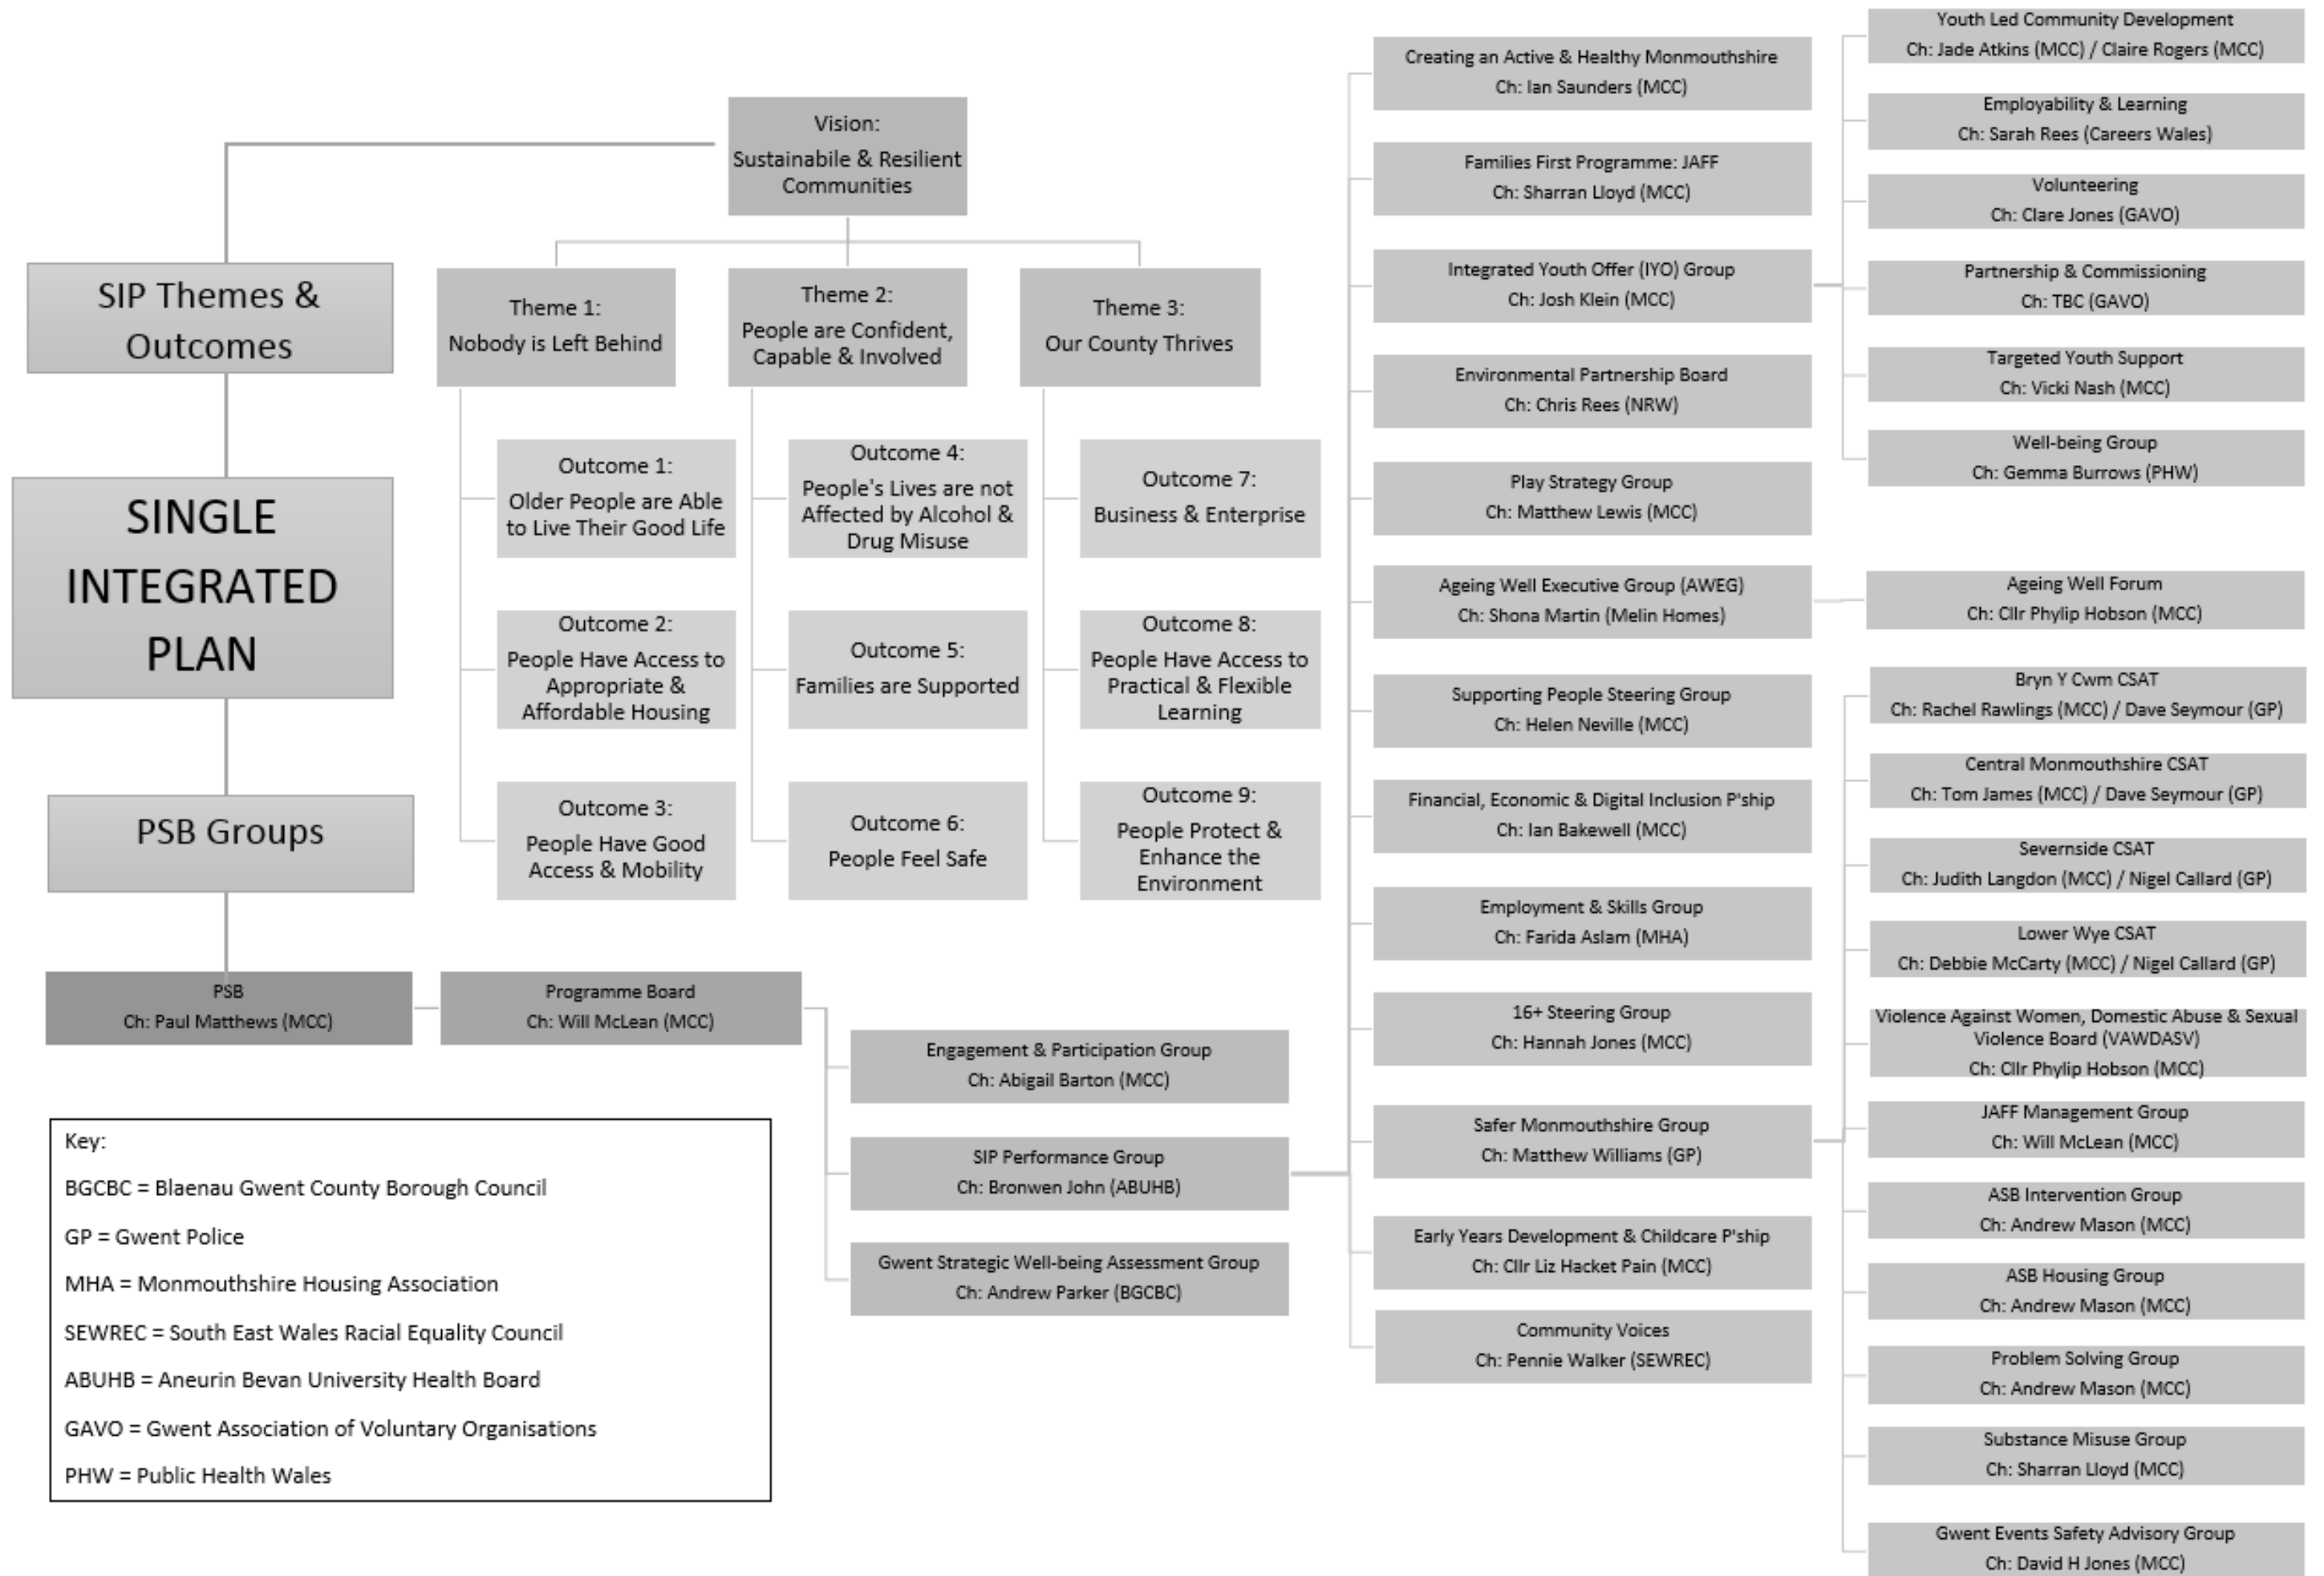 Vision:
Sustainabile & Resilient
Communities
SIP Themes &
Outcomes
SINGLE
INTEGRATED
PLAN
PSB Groups
Theme 1:
Nobody is Left Behind
Theme 2:
People are Confident,
Capable & Involved
Theme 3:
Our County Thrives
Outcome 1:
Older People are Able
to Live Their Good Life
Outcome 2:
People Have Access to
Appropriate &
Affordable Housing
Outcome 3:
People Have Good
Access & Mobility
Outcome 4:
People's Lives are not
Affected by Alcohol &
Drug Misuse
Outcome 5:
Families are Supported
Outcome 6:
People Feel Safe
Outcome 7:
Business & Enterprise
Outcome 8:
People Have Access to
Practical & Flexible
Learning
Outcome 9:
People Protect &
Enhance the
Environment
PSB
Ch: Paul Matthews (MCC)
Programme Board
Ch: Will McLean (MCC)
Engagement & Participation Group
Ch: Abigail Barton (MCC)
SIP Performance Group
Ch: Bronwen John (ABUHB)
Gwent Strategic Well-being Assessment Group
Ch: Andrew Parker (BGCBC)
Creating an Active & Healthy Monmouthshire
Ch: Ian Saunders (MCC)
Families First Programme: JAFF
Ch: Sharran Lloyd (MCC)
Integrated Youth Offer (IYO) Group
Ch: Josh Klein (MCC)
Environmental Partnership Board
Ch: Chris Rees (NRW)
Play Strategy Group
Ch: Matthew Lewis (MCC)
Ageing Well Executive Group (AWEG)
Ch: Shona Martin (Melin Homes)
Supporting People Steering Group
Ch: Helen Neville (MCC)
Financial, Economic & Digital Inclusion P'ship
Ch: Ian Bakewell (MCC)
Employment & Skills Group
Ch: Farida Aslam (MHA)
16+ Steering Group
Ch: Hannah Jones (MCC)
Safer Monmouthshire Group
Ch: Matthew Williams (GP)
Early Years Development & Childcare P'ship
Ch: Cllr Liz Hacket Pain (MCC)
Community Voices
Ch: Pennie Walker (SEWREC)
Youth Led Community Development
Ch: Jade Atkins (MCC) / Claire Rogers (MCC)
Employability & Learning
Ch: Sarah Rees (Careers Wales)
Volunteering
Ch: Clare Jones (GAVO)
Partnership & Commissioning
Ch: TBC (GAVO)
Targeted Youth Support
Ch: Vicki Nash (MCC)
Well-being Group
Ch: Gemma Burrows (PHW)
Ageing Well Forum
Ch: Cllr Phylip Hobson (MCC)
Bryn Y Cwm CSAT
Ch: Rachel Rawlings (MCC) / Dave Seymour (GP)
Central Monmouthshire CSAT
Ch: Tom James (MCC) / Dave Seymour (GP)
Severnside CSAT
Ch: Judith Langdon (MCC) / Nigel Callard (GP)
Lower Wye CSAT
Ch: Debbie McCarty (MCC) / Nigel Callard (GP)
Violence Against Women, Domestic Abuse & Sexual
Violence Board (VAWDASV)
Ch: Cllr Phylip Hobson (MCC)
JAFF Management Group
Ch: Will McLean (MCC)
ASB Intervention Group
Ch: Andrew Mason (MCC)
ASB Housing Group
Ch: Andrew Mason (MCC)
Problem Solving Group
Ch: Andrew Mason (MCC)
Substance Misuse Group
Ch: Sharran Lloyd (MCC)
Gwent Events Safety Advisory Group
Ch: David H Jones (MCC)
Key:
BGCBC = Blaenau Gwent County Borough Council
GP = Gwent Police
MHA = Monmouthshire Housing Association
SEWREC = South East Wales Racial Equality Council
ABUHB = Aneurin Bevan University Health Board
GAVO = Gwent Association of Voluntary Organisations
PHW = Public Health Wales